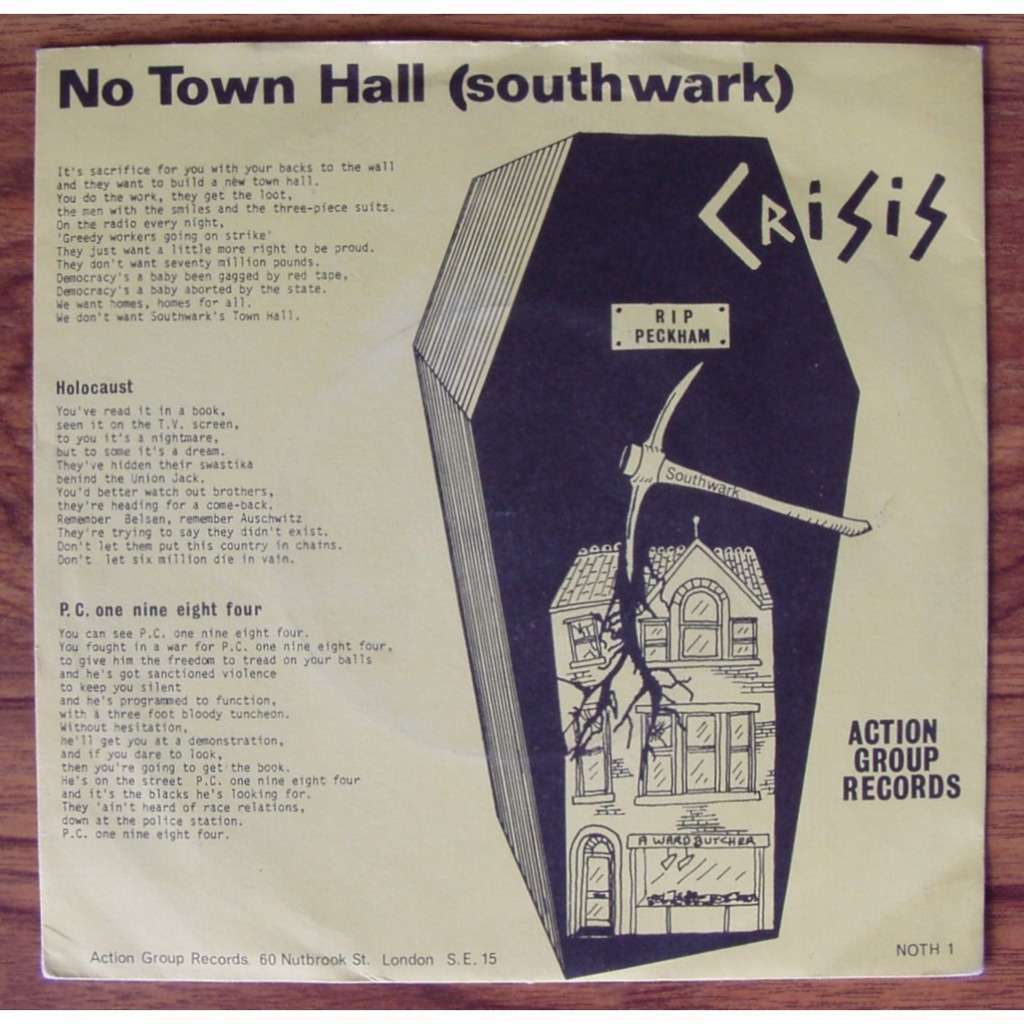 No Town Hall (southwark)
It's sacrifice for you with your backs to the wall
and they want to build a new town hall.
You do the work, they get the loot,
the men with the smiles and the three-piece suits.
On the radio every night,
'Greedy workers going on strike'
They just want a little more right to be proud.
They don't want seventy million pounds.
Democracy's a baby been gagged by red tape,
Democracy's a baby aborted by the state.
We want homes, homes for all.
We don't want Southwark's Town Hall.
Holocaust
You've read it in a book,
seen it on the T.V. screen,
to you it's a nightmare,
but to some it's a dream.
They've hidden their swastika
behind the Union Jack.
You'd better watch out brothers,
they're heading for a come-back.
Remember Belsen, remember Auschwitz
They're trying to say they didn't exist.
Don't let them put this country in chains.
Don't let six million die in vain.
P.C. one nine eight four
You can see P.C. one nine eight four.
You fought in a war for P.C. one nine eight four,
to give him the freedom to tread on your balls
and he's got sanctioned violence
to keep you silent
and he's programmed to function,
with a three foot bloody tuncheon.
Without hesitation,
he'll get you at a demonstration,
and if you dare to look,
then you're going to get the book.
He's on the street P.C. one nine eight four
and it's the blacks he's looking for.
They 'ain't heard of race relations,
down at the police station.
P.C. one nine eight four.
CRiSiS
RIP
PECKHAM
Southwark
A WARD BUTCHER
ACTION
GROUP
RECORDS
Action Group Records. 60 Nutbrook St. London S.E. 15
NOTH 1